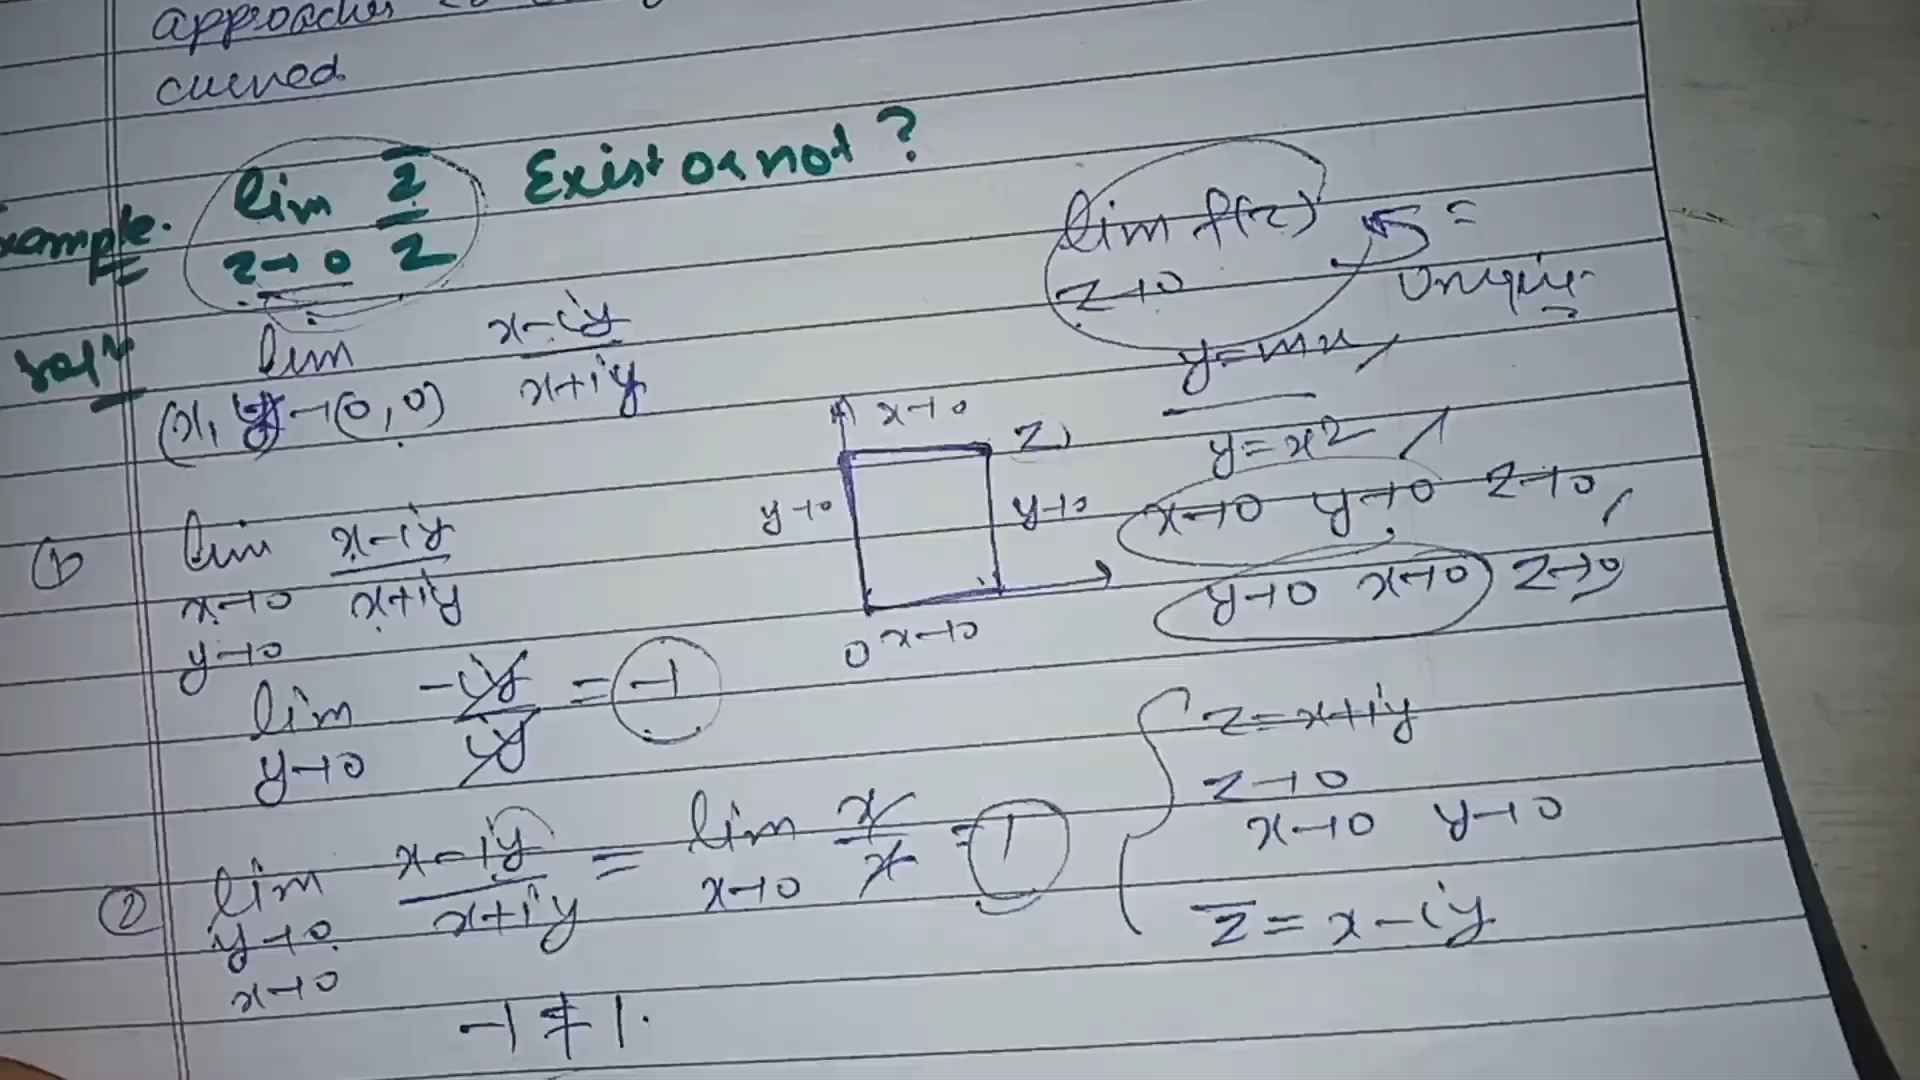 approaches
curved
Example. lim z→0 z̅/z Exist or not ?
Solⁿ lim (x, y)→(0,0) x-iy/x+iy
lim f(z) z→0 =
Unique
y=mx
y=x2
x→0 y→0 z→0
y→0 x→0 z→0
x→0
z
y→0
y→0
0 x→0
① lim x→0 y→0 x-iy/x+iy
lim y→0 -iy/iy = -1
② lim y→0 x→0 x-iy/x+iy = lim x→0 x/x = 1
-1 ≠ 1.
z=x+iy
z→0
x→0 y→0
z̅=x-iy